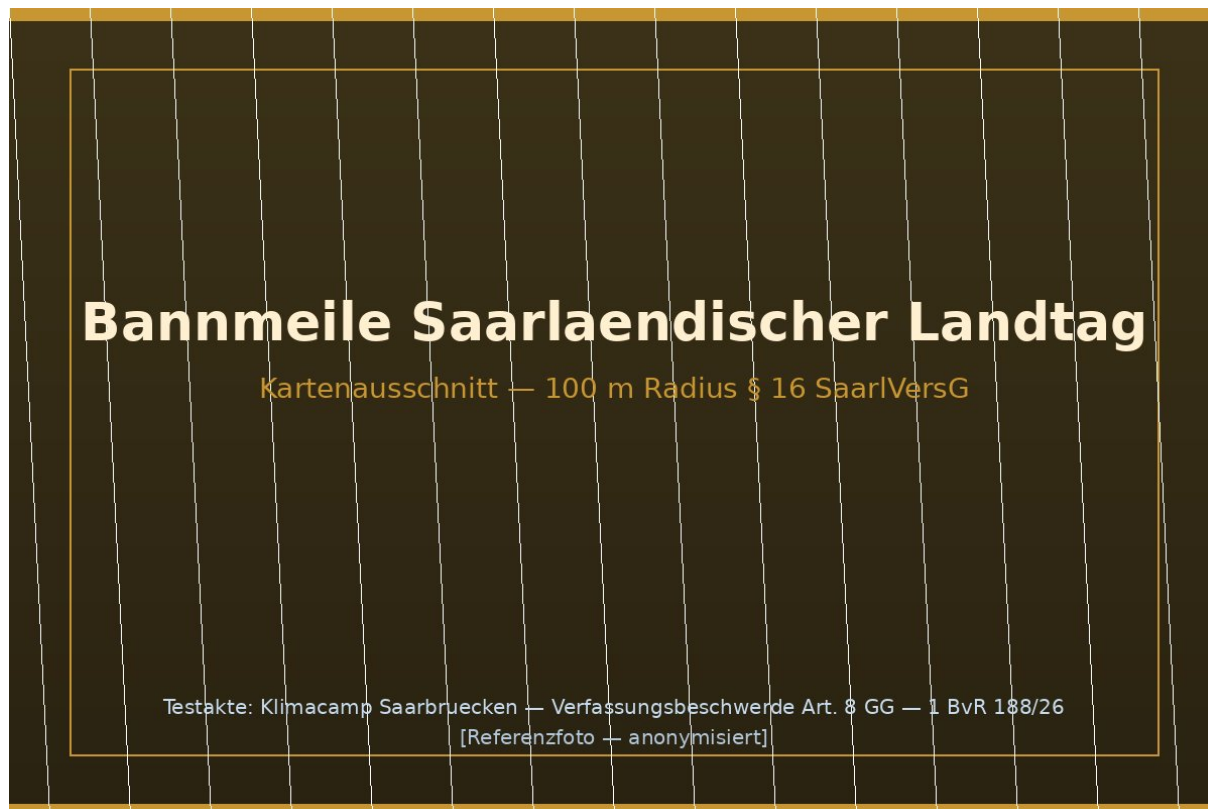 Bannmeile Saarlaendischer Landtag
Kartenausschnitt — 100 m Radius § 16 SaarlVersG
Testakte: Klimacamp Saarbruecken — Verfassungsbeschwerde Art. 8 GG — 1 BvR 188/26
[Referenzfoto — anonymisiert]